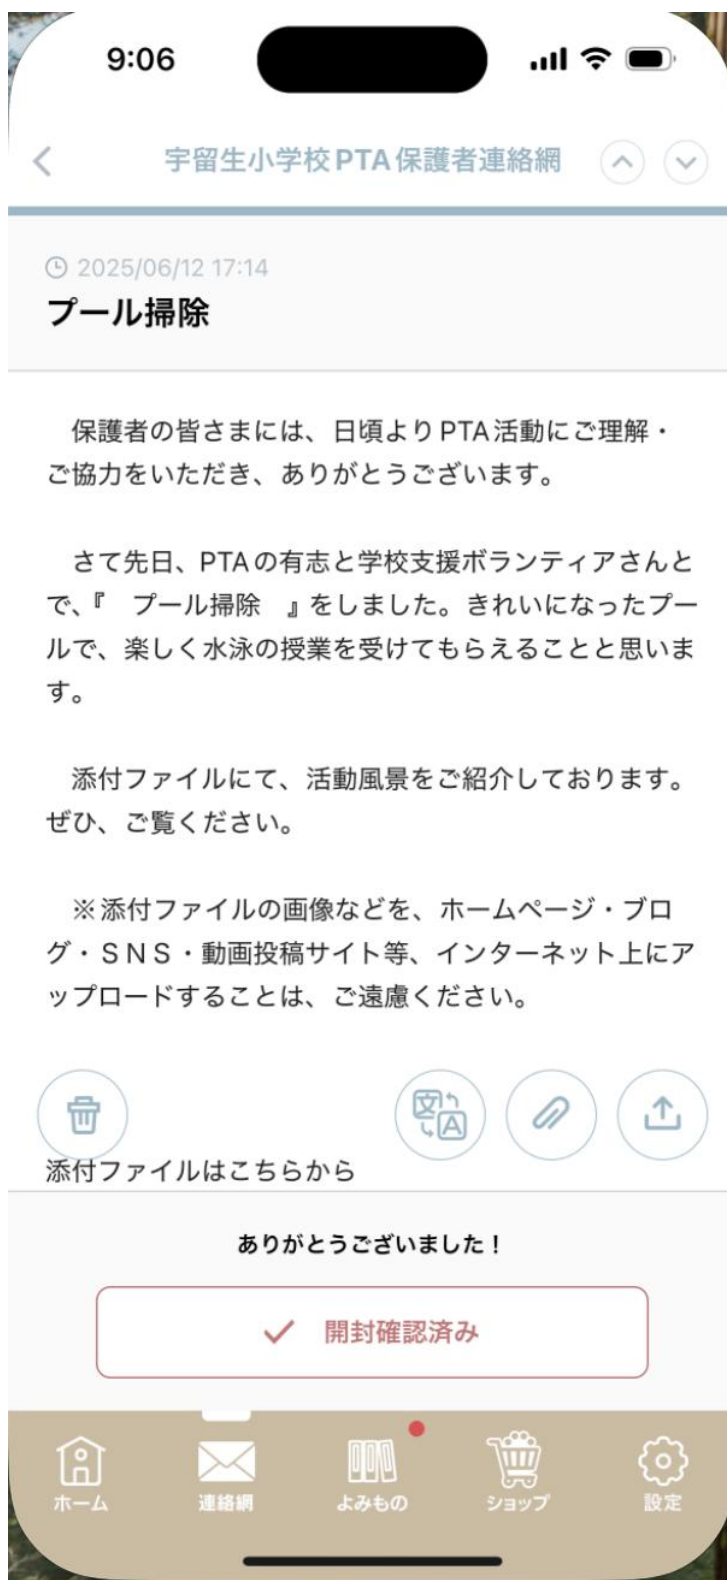 9:06
宇留生小学校PTA保護者連絡網
2025/06/12 17:14
プール掃除
保護者の皆さまには、日頃よりPTA活動にご理解・
ご協力をいただき、ありがとうございます。
さて先日、PTAの有志と学校支援ボランティアさんと
で、『　プール掃除　』をしました。きれいになったプー
ルで、楽しく水泳の授業を受けてもらえることと思いま
す。
添付ファイルにて、活動風景をご紹介しております。
ぜひ、ご覧ください。
※添付ファイルの画像などを、ホームページ・ブロ
グ・ＳＮＳ・動画投稿サイト等、インターネット上にア
ップロードすることは、ご遠慮ください。
文 A
添付ファイルはこちらから
ありがとうございました！
開封確認済み
ホーム 連絡網 よみもの ショップ 設定